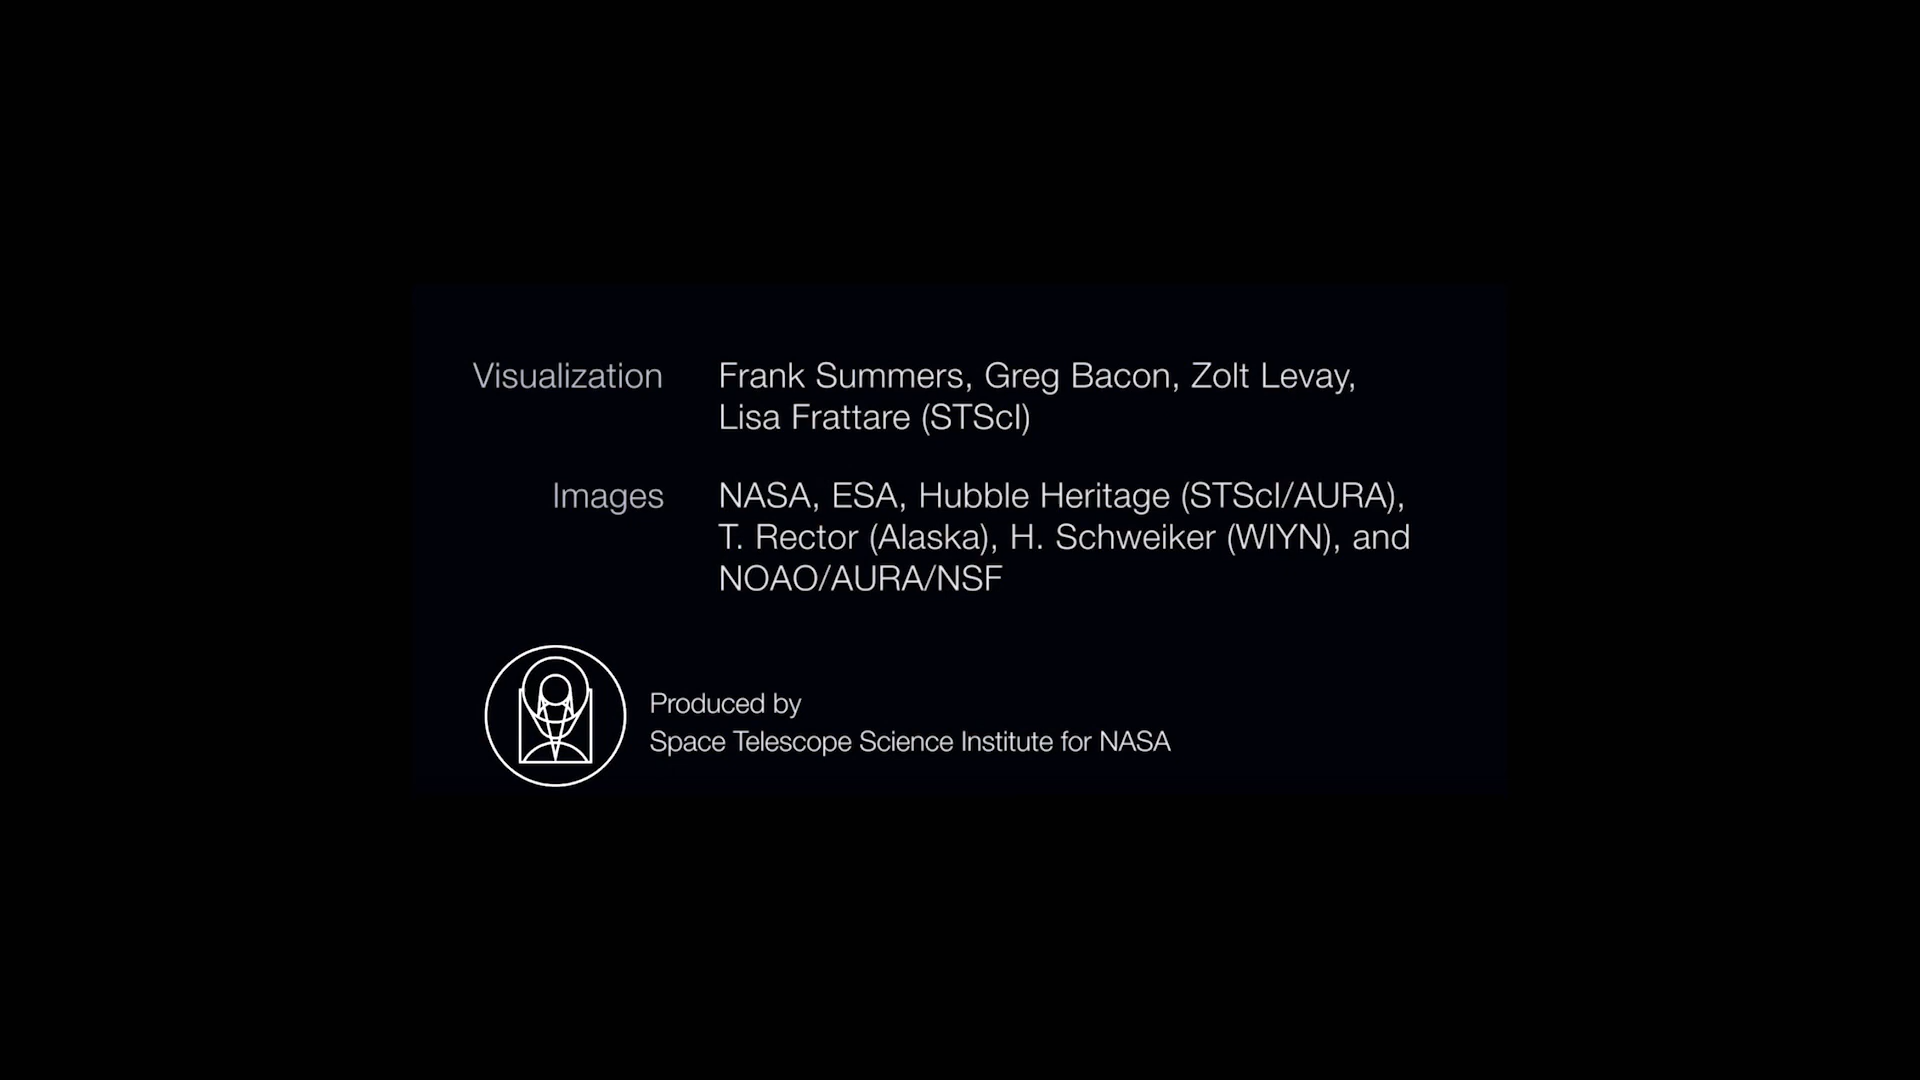 Visualization Frank Summers, Greg Bacon, Zolt Levay,
Lisa Frattare (STScI)
Images NASA, ESA, Hubble Heritage (STScI/AURA),
T. Rector (Alaska), H. Schweiker (WIYN), and
NOAO/AURA/NSF
Produced by
Space Telescope Science Institute for NASA